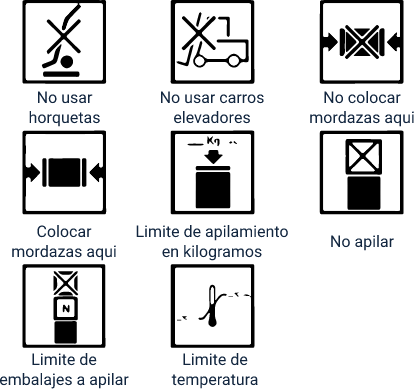 No usar
horquetas
No usar carros
elevadores
No colocar
mordazas aqui
Colocar
mordazas aqui
Kg
Limite de apilamiento
en kilogramos
No apilar
N
Limite de
embalajes a apilar
Limite de
temperatura